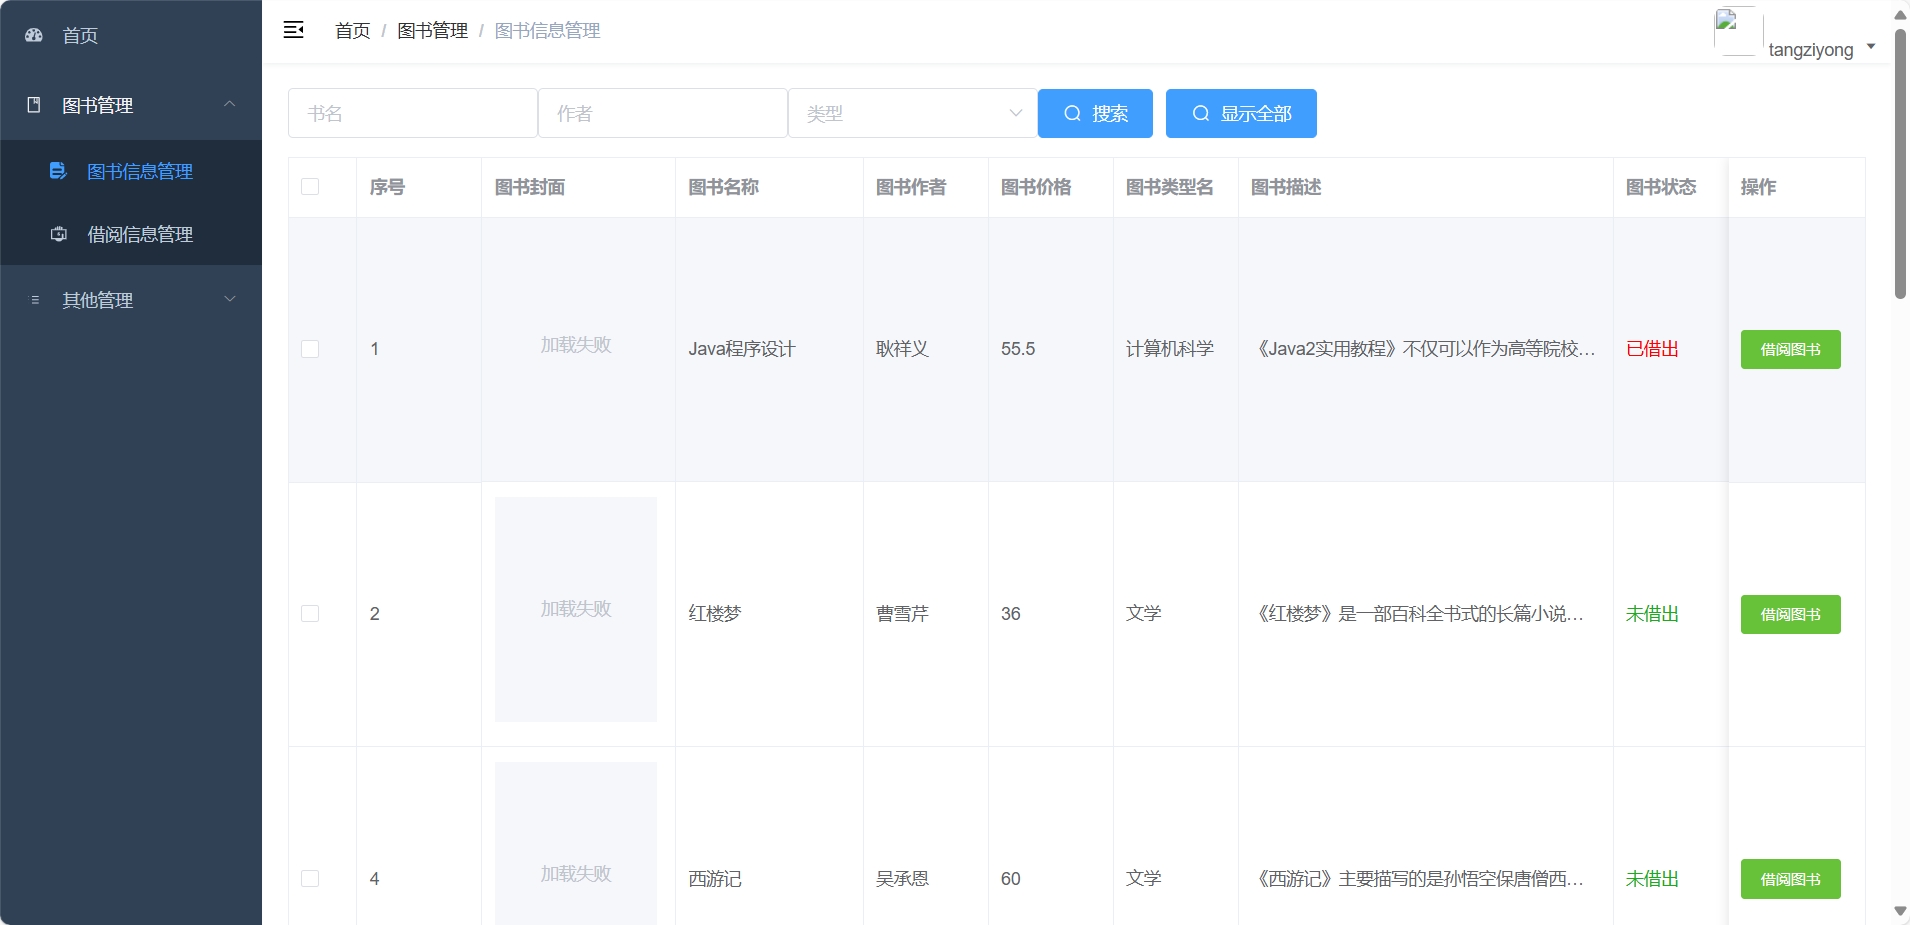 首页
图书管理
图书信息管理
借阅信息管理
其他管理
首页 / 图书管理 / 图书信息管理
tangziyong
书名 作者 类型 搜索 显示全部
序号 图书封面 图书名称 图书作者 图书价格 图书类型名 图书描述 图书状态 操作
1 加载失败 Java程序设计 耿祥义 55.5 计算机科学 《Java2实用教程》不仅可以作为高等院校… 已借出 借阅图书
2 加载失败 红楼梦 曹雪芹 36 文学 《红楼梦》是一部百科全书式的长篇小说… 未借出 借阅图书
4 加载失败 西游记 吴承恩 60 文学 《西游记》主要描写的是孙悟空保唐僧西… 未借出 借阅图书